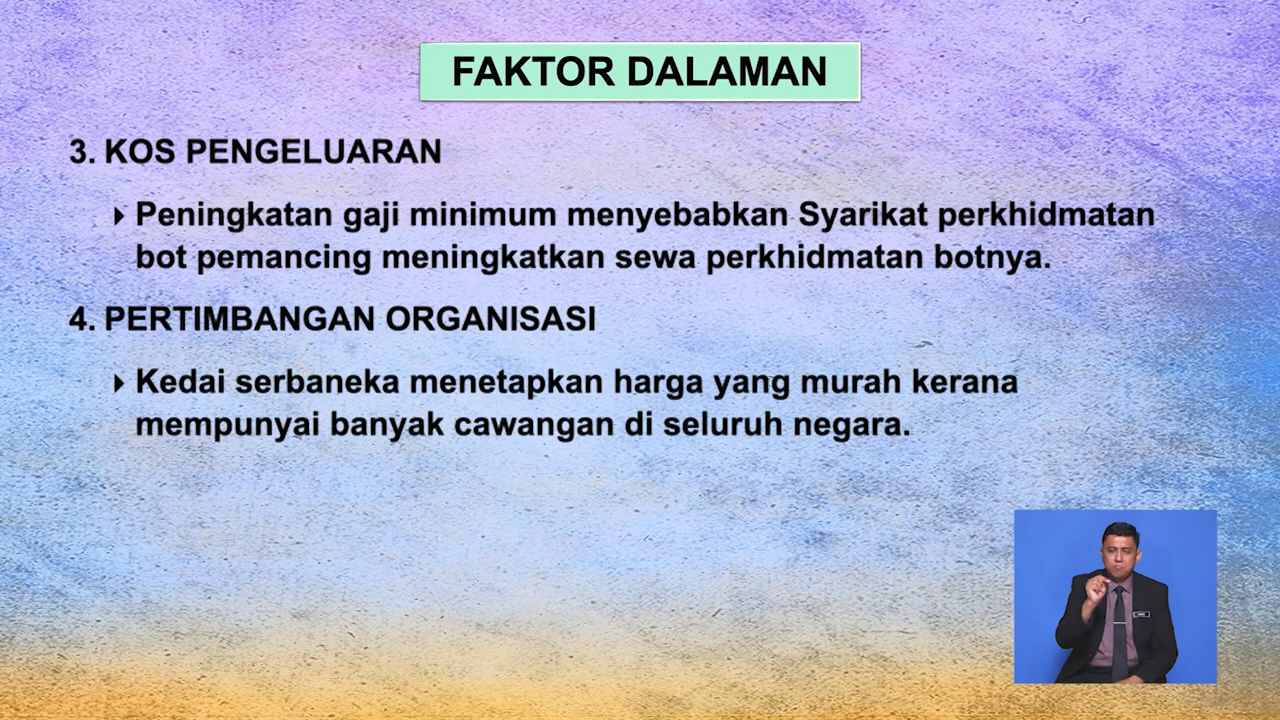 FAKTOR DALAMAN
3. KOS PENGELUARAN
Peningkatan gaji minimum menyebabkan Syarikat perkhidmatan
bot pemancing meningkatkan sewa perkhidmatan botnya.
4. PERTIMBANGAN ORGANISASI
Kedai serbaneka menetapkan harga yang murah kerana
mempunyai banyak cawangan di seluruh negara.